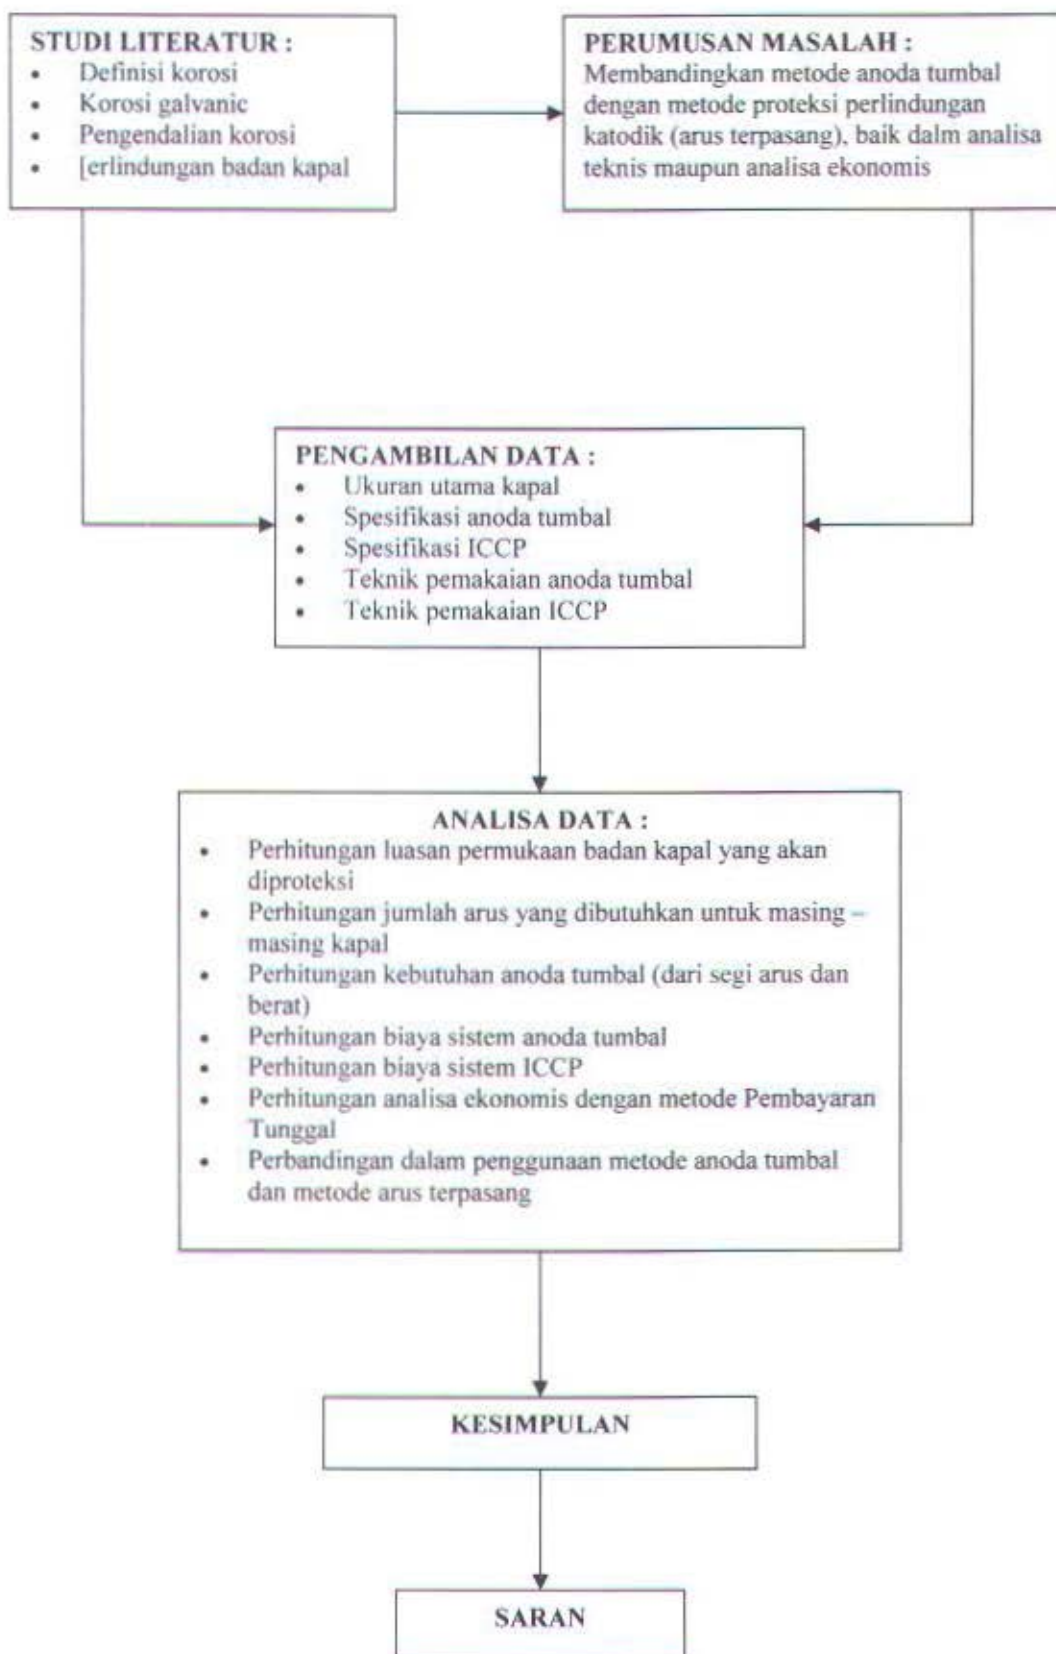 STUDI LITERATUR :
• Definisi korosi
• Korosi galvanic
• Pengendalian korosi
• [erlindungan badan kapal
PERUMUSAN MASALAH :
Membandingkan metode anoda tumbal
dengan metode proteksi perlindungan
katodik (arus terpasang), baik dalm analisa
teknis maupun analisa ekonomis
PENGAMBILAN DATA :
• Ukuran utama kapal
• Spesifikasi anoda tumbal
• Spesifikasi ICCP
• Teknik pemakaian anoda tumbal
• Teknik pemakaian ICCP
ANALISA DATA :
• Perhitungan luasan permukaan badan kapal yang akan
diproteksi
• Perhitungan jumlah arus yang dibutuhkan untuk masing –
masing kapal
• Perhitungan kebutuhan anoda tumbal (dari segi arus dan
berat)
• Perhitungan biaya sistem anoda tumbal
• Perhitungan biaya sistem ICCP
• Perhitungan analisa ekonomis dengan metode Pembayaran
Tunggal
• Perbandingan dalam penggunaan metode anoda tumbal
dan metode arus terpasang
KESIMPULAN
SARAN